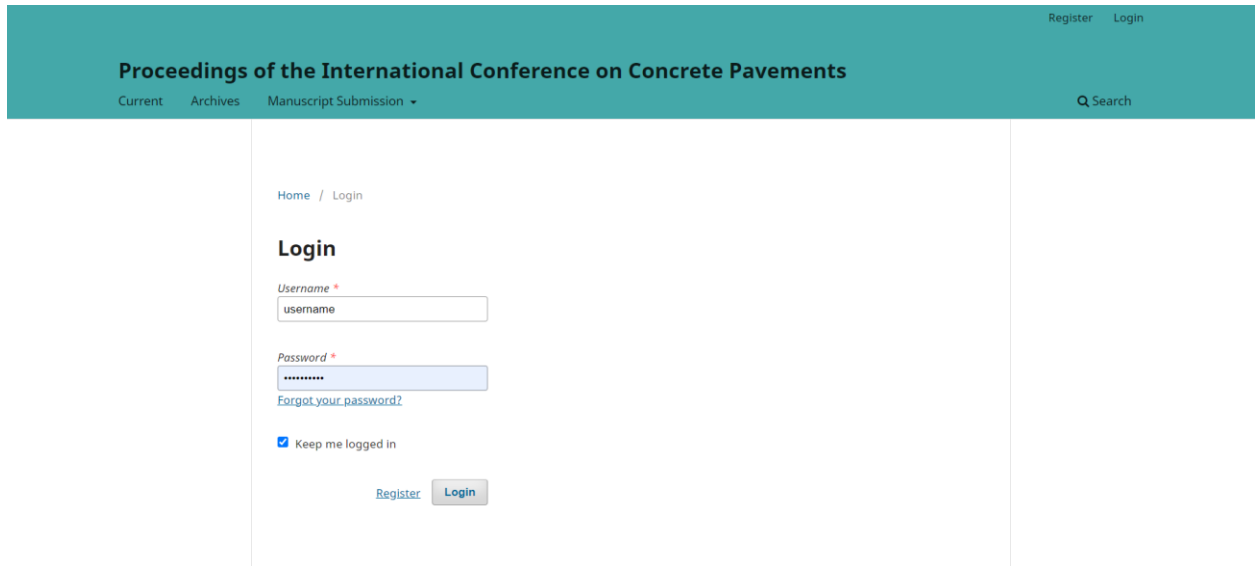 Register Login
Proceedings of the International Conference on Concrete Pavements
Current Archives Manuscript Submission Search
Home / Login
Login
Username *
username
Password *
••••••••••
Forgot your password?
Keep me logged in
Register Login